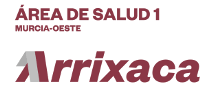 ÁREA DE SALUD 1
MURCIA-OESTE
Arrixaca